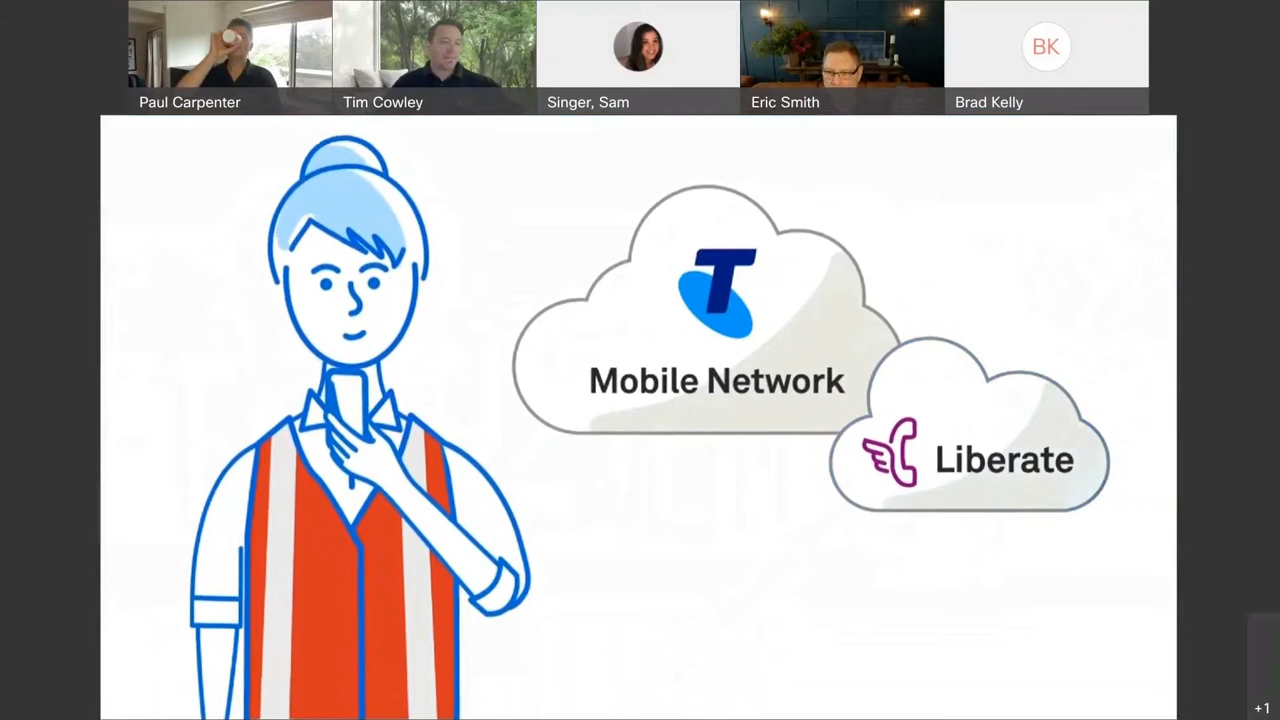 Paul Carpenter
Tim Cowley
Singer, Sam
Eric Smith
BK
Brad Kelly
T
Mobile Network
Liberate
+1